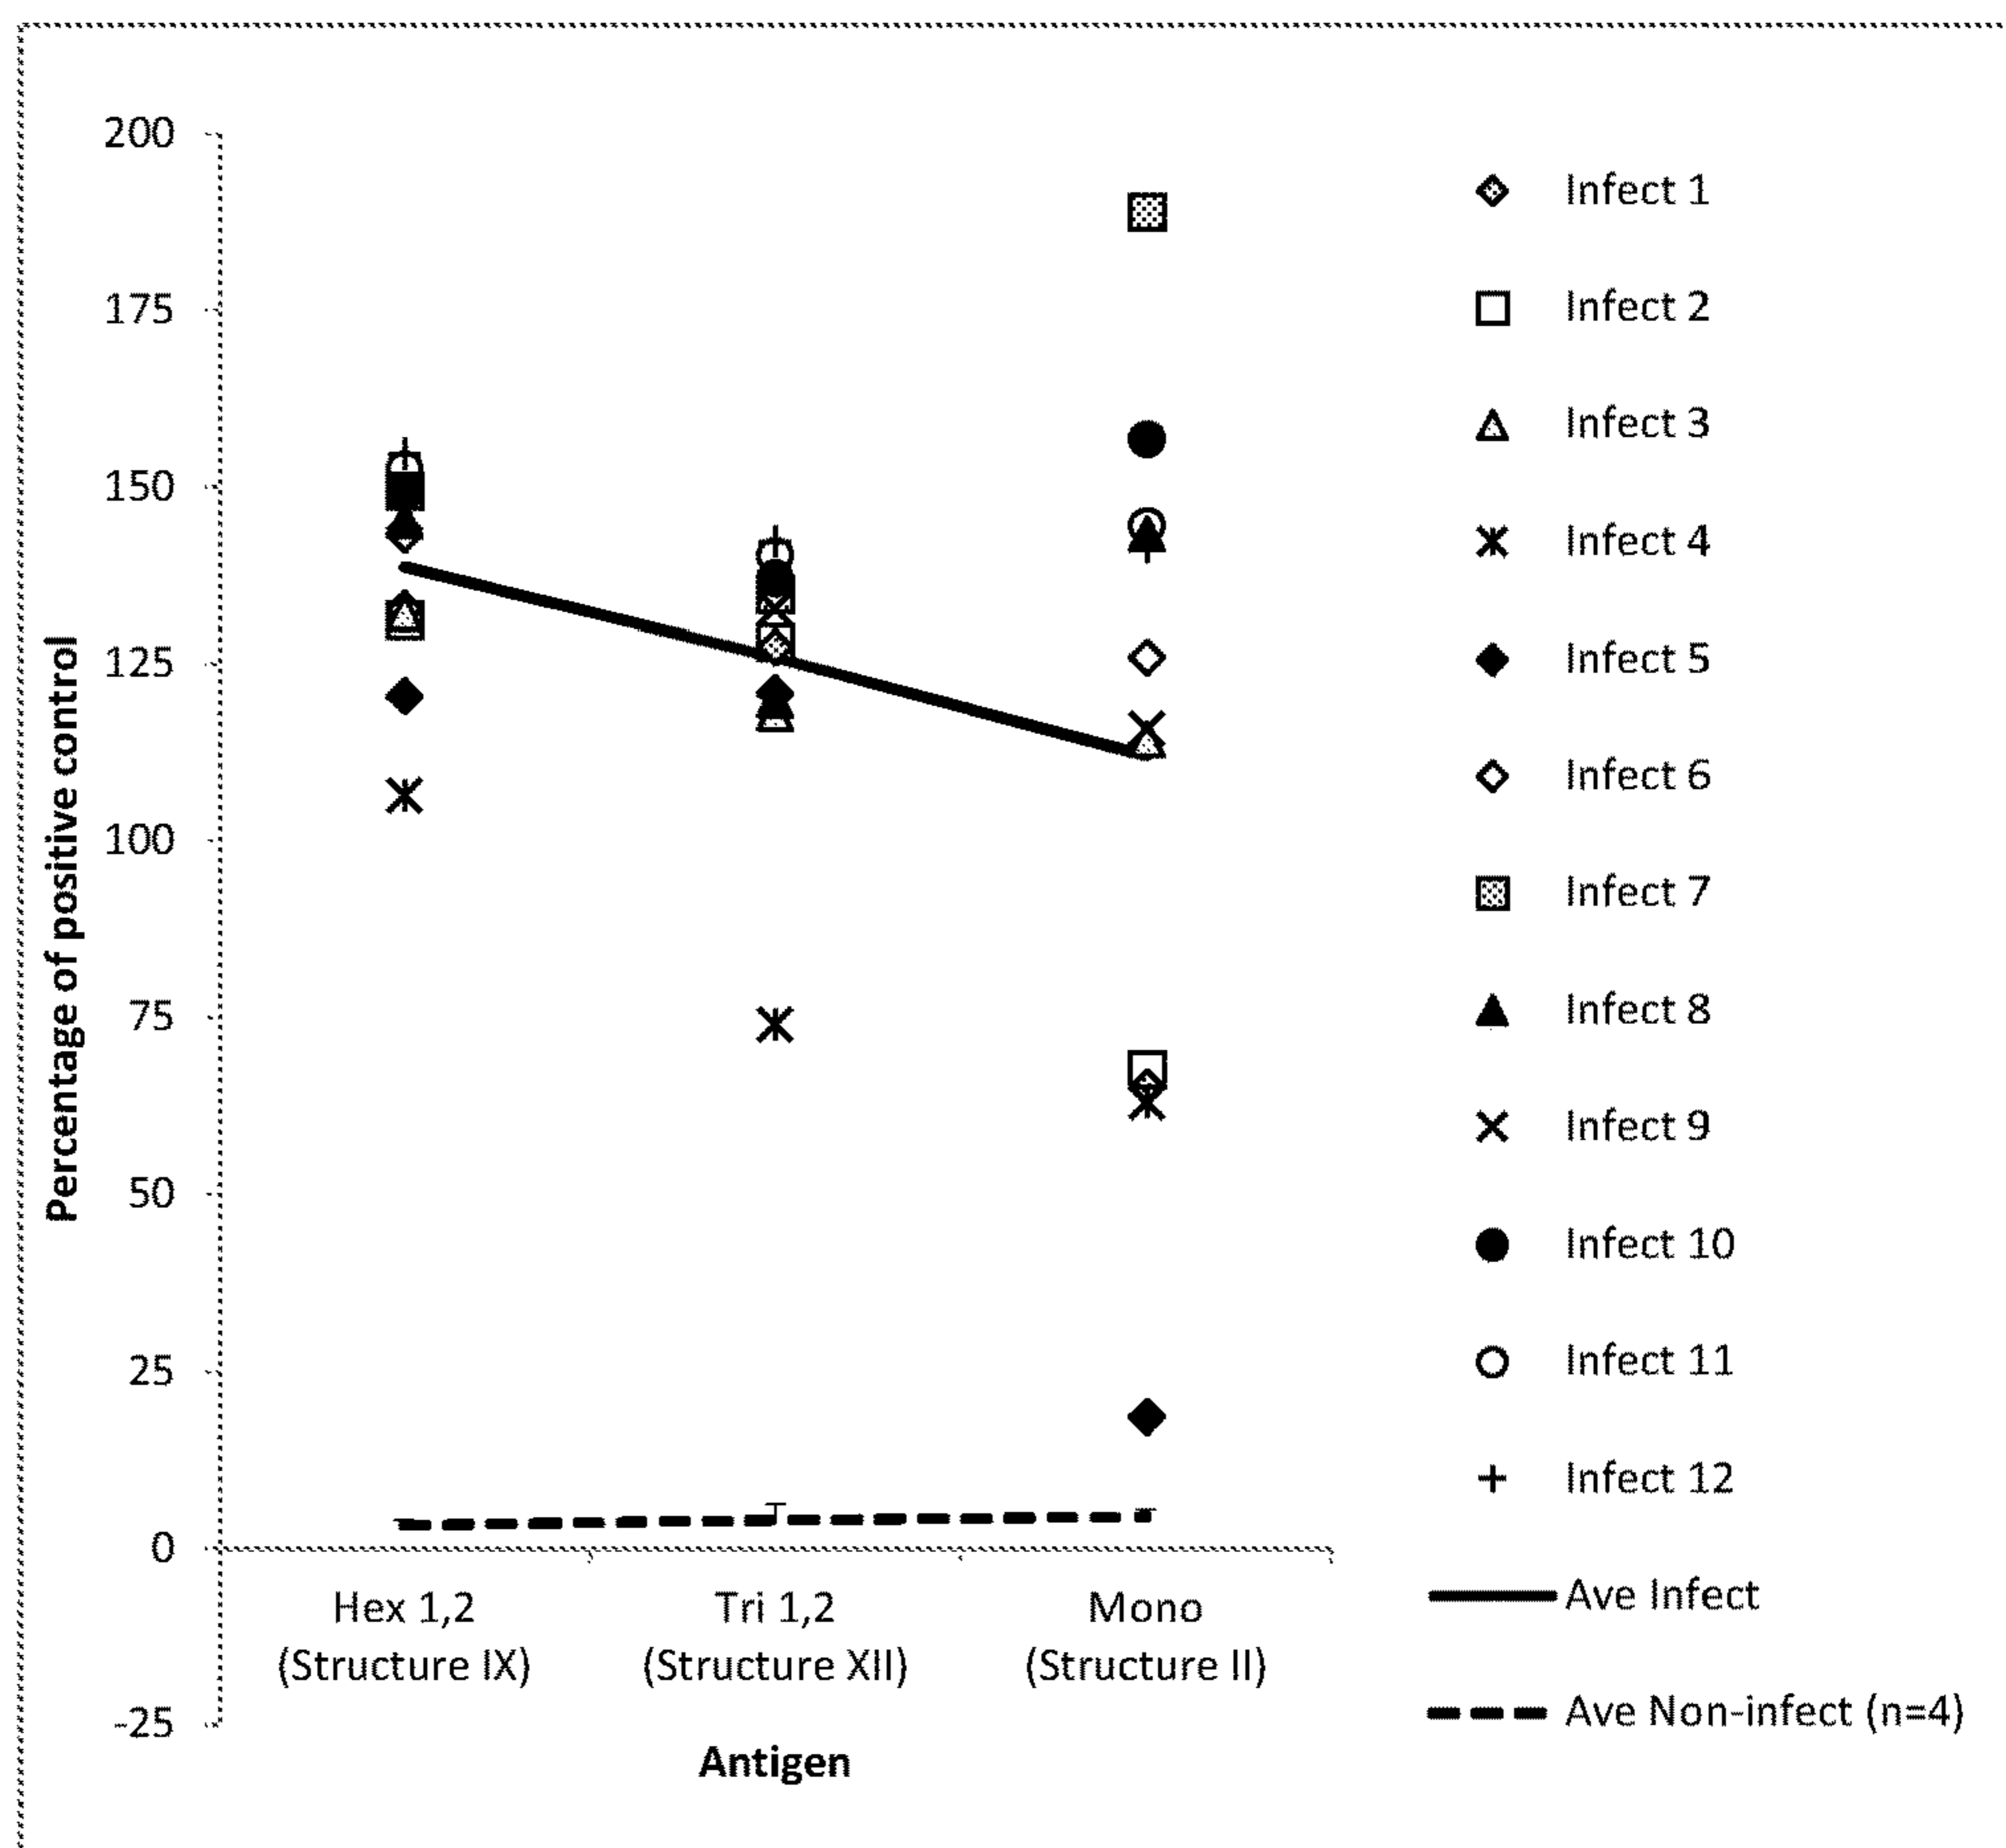 200
175
150
125
100
75
50
25
0
-25
Percentage of positive control
Hex 1,2
(Structure IX)
Tri 1,2
(Structure XII)
Mono
(Structure II)
Antigen
Infect 1
Infect 2
Infect 3
Infect 4
Infect 5
Infect 6
Infect 7
Infect 8
Infect 9
Infect 10
Infect 11
Infect 12
Ave Infect
Ave Non-infect (n=4)